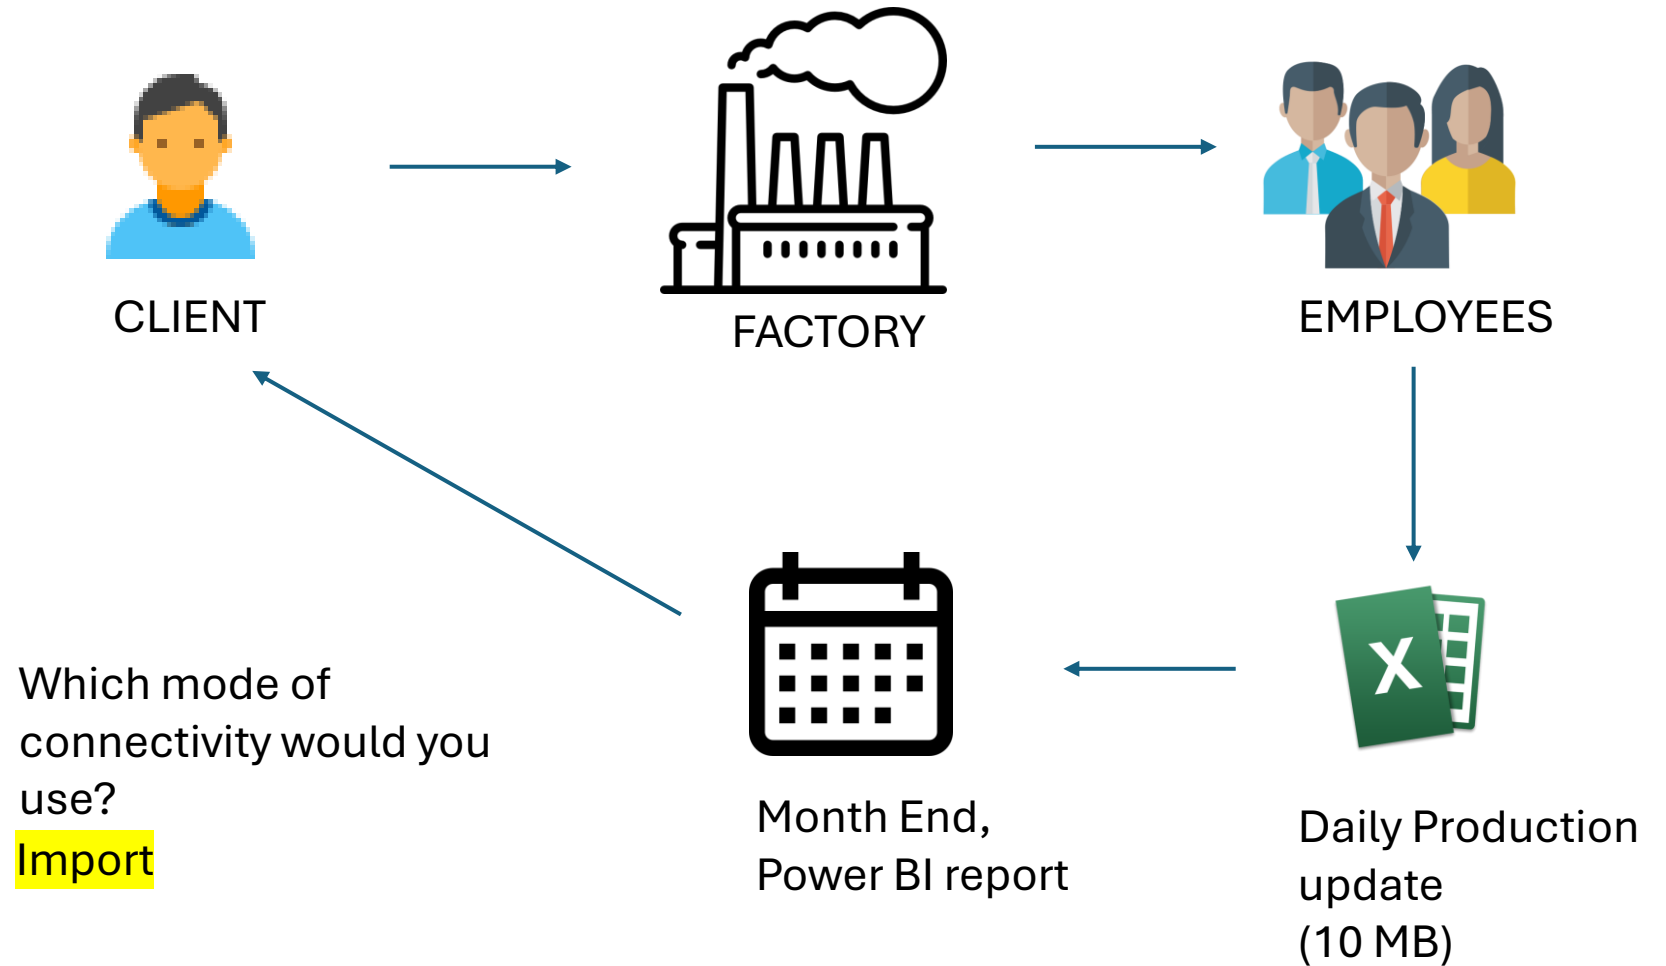 CLIENT
FACTORY
EMPLOYEES
Which mode of
connectivity would you
use?
Import
Month End,
Power BI report
X
Daily Production
update
(10 MB)